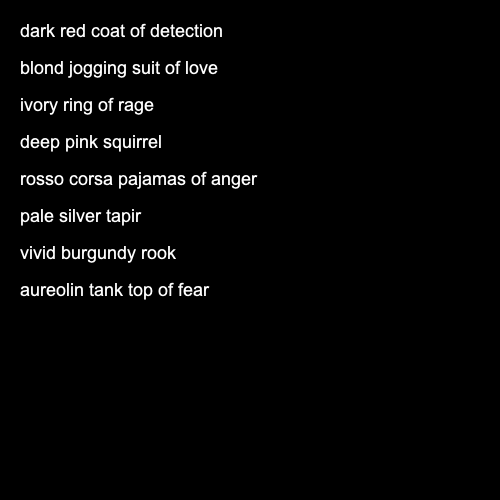 dark red coat of detection
blond jogging suit of love
ivory ring of rage
deep pink squirrel
rosso corsa pajamas of anger
pale silver tapir
vivid burgundy rook
aureolin tank top of fear